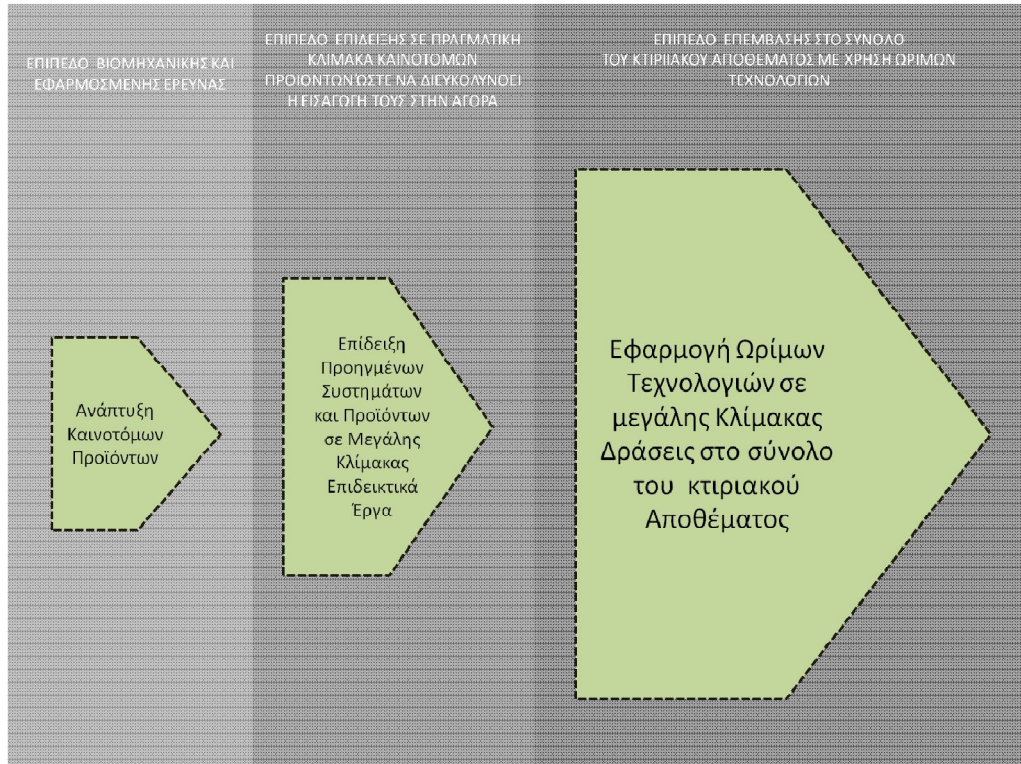 ΕΠΙΠΕΔΟ ΒΙΟΜΗΧΑΝΙΚΗΣ ΚΑΙ
ΕΦΑΡΜΟΣΜΕΝΗΣ ΕΡΕΥΝΑΣ
ΕΠΙΠΕΔΟ ΕΠΙΔΕΙΞΗΣ ΣΕ ΠΡΑΓΜΑΤΙΚΗ
ΚΛΙΜΑΚΑ ΚΑΙΝΟΤΟΜΩΝ
ΠΡΟΙΟΝΤΩΝ ΏΣΤΕ ΝΑ ΔΙΕΥΚΟΛΥΝΘΕΙ
Η ΕΙΣΑΓΩΓΗ ΤΟΥΣ ΣΤΗΝ ΑΓΟΡΑ
ΕΠΙΠΕΔΟ ΕΠΕΜΒΑΣΗΣ ΣΤΟ ΣΥΝΟΛΟ
ΤΟΥ ΚΤΙΡΙΑΚΟΥ ΑΠΟΘΕΜΑΤΟΣ ΜΕ ΧΡΗΣΗ ΩΡΙΜΩΝ
ΤΕΧΝΟΛΟΓΙΩΝ
Ανάπτυξη
Καινοτόμων
Προϊόντων
Επίδειξη
Προηγμένων
Συστημάτων
και Προϊόντων
σε Μεγάλης
Κλίμακας
Επιδεικτικά
Έργα
Εφαρμογή Ωρίμων
Τεχνολογιών σε
μεγάλης Κλίμακας
Δράσεις στο σύνολο
του κτιριακού
Αποθέματος